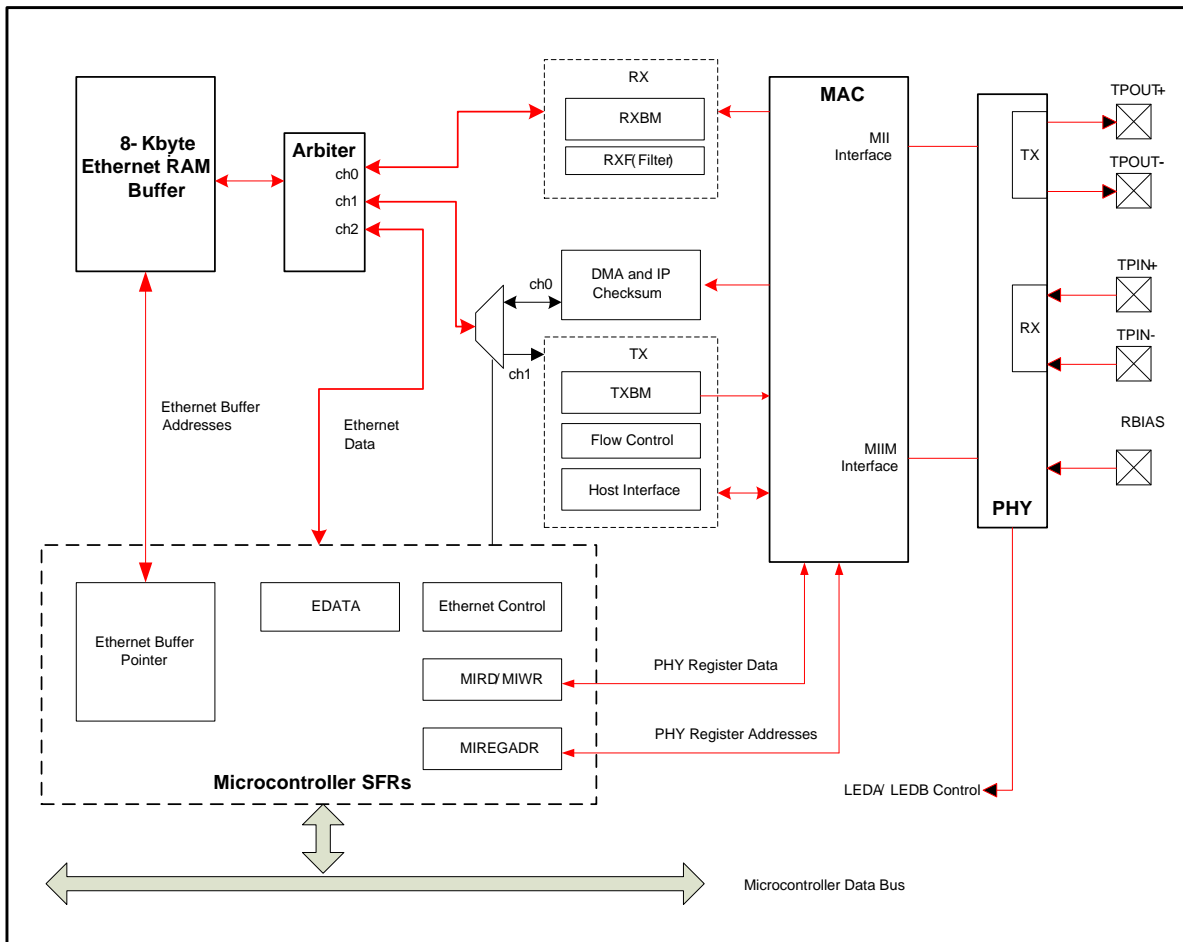 8- Kbyte
Ethernet RAM
Buffer
Arbiter
ch0
ch1
ch2
RX
RXBM
RXF(Filter)
ch0
DMA and IP
Checksum
ch1
TX
TXBM
Flow Control
Host Interface
MAC
MII
Interface
MIIM
Interface
TX
RX
PHY
TPOUT+
TPOUT-
TPIN+
TPIN-
RBIAS
Ethernet Buffer
Addresses
Ethernet
Data
Ethernet Buffer
Pointer
EDATA
Ethernet Control
MIRD/MIWR
MIREGADR
Microcontroller SFRs
PHY Register Data
PHY Register Addresses
LEDA/ LEDB Control
Microcontroller Data Bus